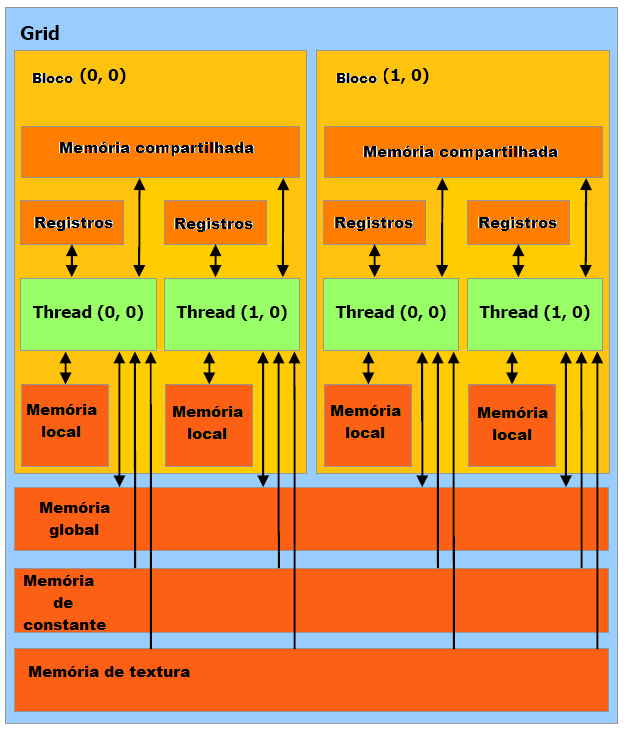 Grid
Bloco (0, 0)
Bloco (1, 0)
Memória compartilhada
Memória compartilhada
Registros
Registros
Registros
Registros
Thread (0, 0)
Thread (1, 0)
Thread (0, 0)
Thread (1, 0)
Memória
local
Memória
local
Memória
local
Memória
local
Memória
global
Memória
de
constante
Memória de textura